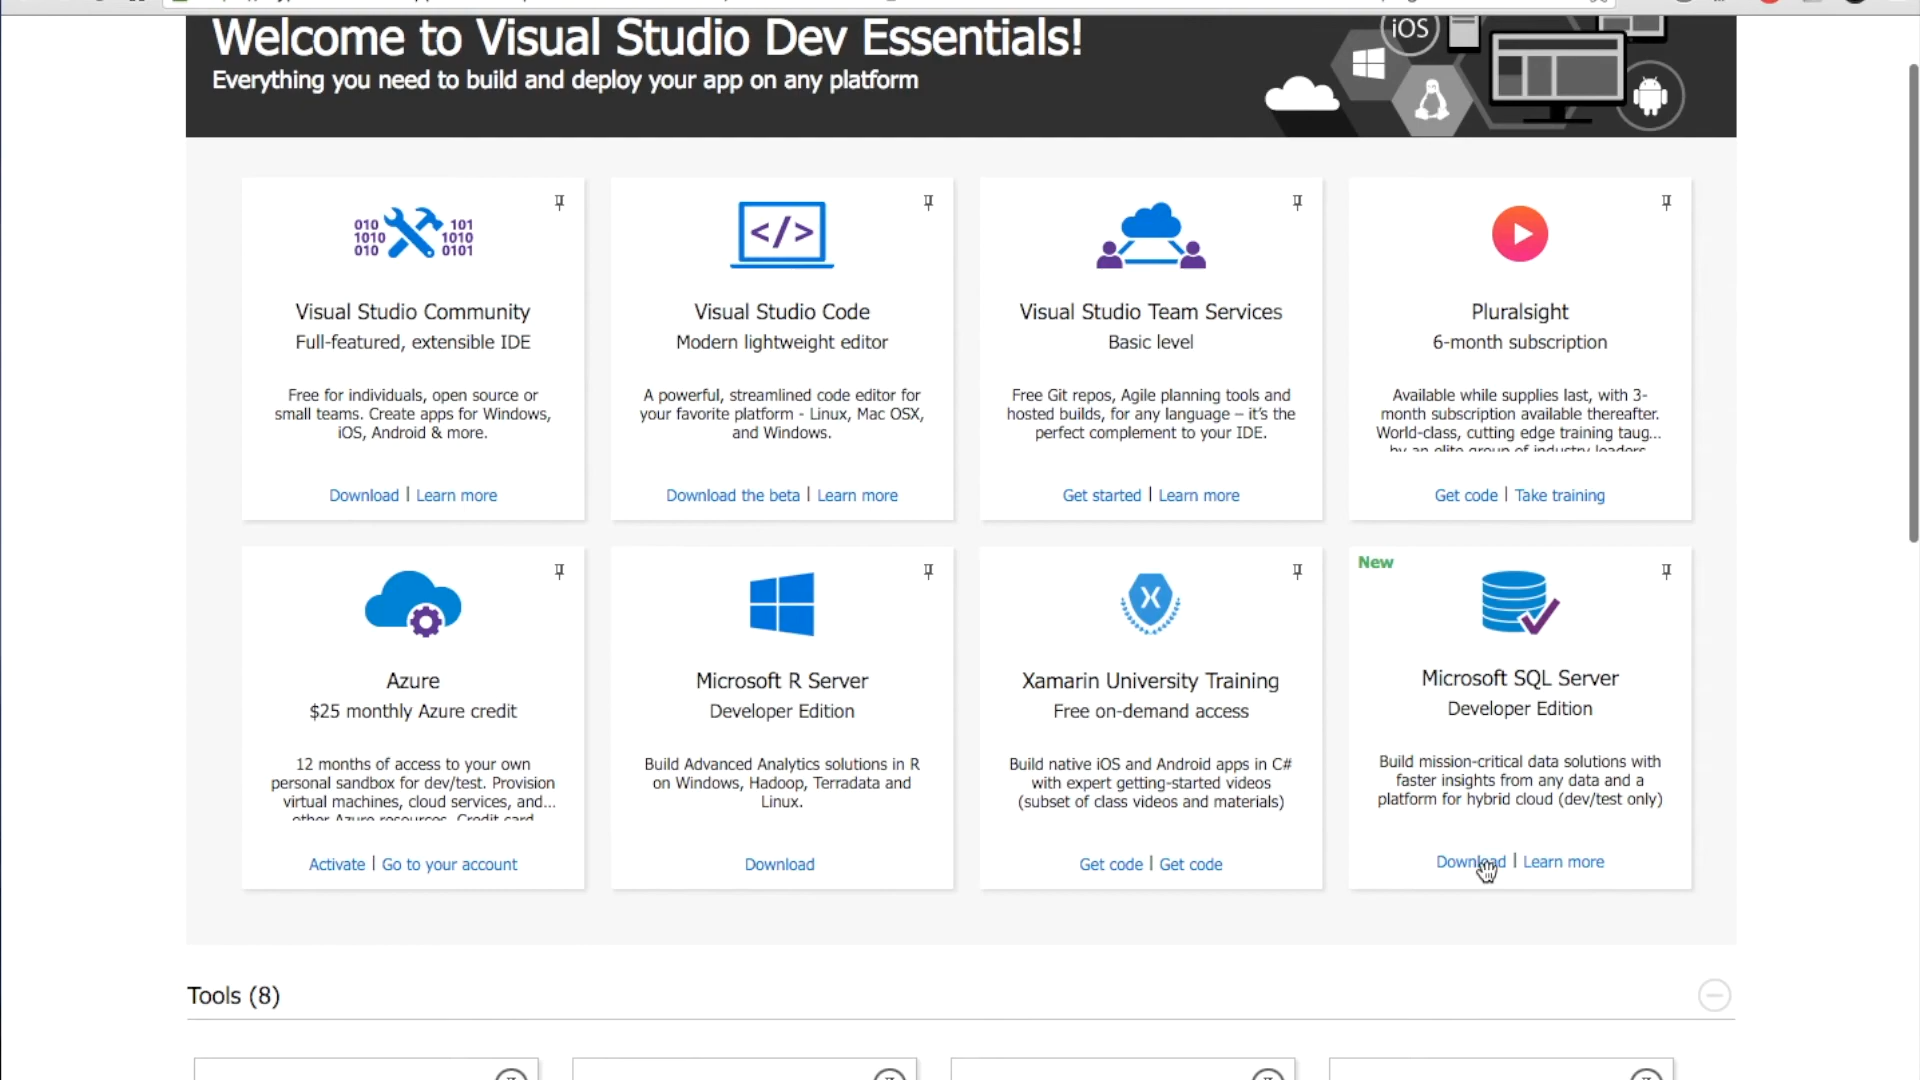 Welcome to Visual Studio Dev Essentials!
Everything you need to build and deploy your app on any platform
iOS
010 101
1010 1010
010 0101
Visual Studio Community
Full-featured, extensible IDE
Free for individuals, open source or
small teams. Create apps for Windows,
iOS, Android & more.
Download | Learn more
</>
Visual Studio Code
Modern lightweight editor
A powerful, streamlined code editor for
your favorite platform - Linux, Mac OSX,
and Windows.
Download the beta | Learn more
Visual Studio Team Services
Basic level
Free Git repos, Agile planning tools and
hosted builds, for any language – it's the
perfect complement to your IDE.
Get started | Learn more
Pluralsight
6-month subscription
Available while supplies last, with 3-
month subscription available thereafter.
World-class, cutting edge training taug...
by an elite group of industry leaders
Get code | Take training
Azure
$25 monthly Azure credit
12 months of access to your own
personal sandbox for dev/test. Provision
virtual machines, cloud services, and...
other Azure resources. Credit card
Activate | Go to your account
Microsoft R Server
Developer Edition
Build Advanced Analytics solutions in R
on Windows, Hadoop, Terradata and
Linux.
Download
X
Xamarin University Training
Free on-demand access
Build native iOS and Android apps in C#
with expert getting-started videos
(subset of class videos and materials)
Get code | Get code
New
Microsoft SQL Server
Developer Edition
Build mission-critical data solutions with
faster insights from any data and a
platform for hybrid cloud (dev/test only)
Download | Learn more
Tools (8)